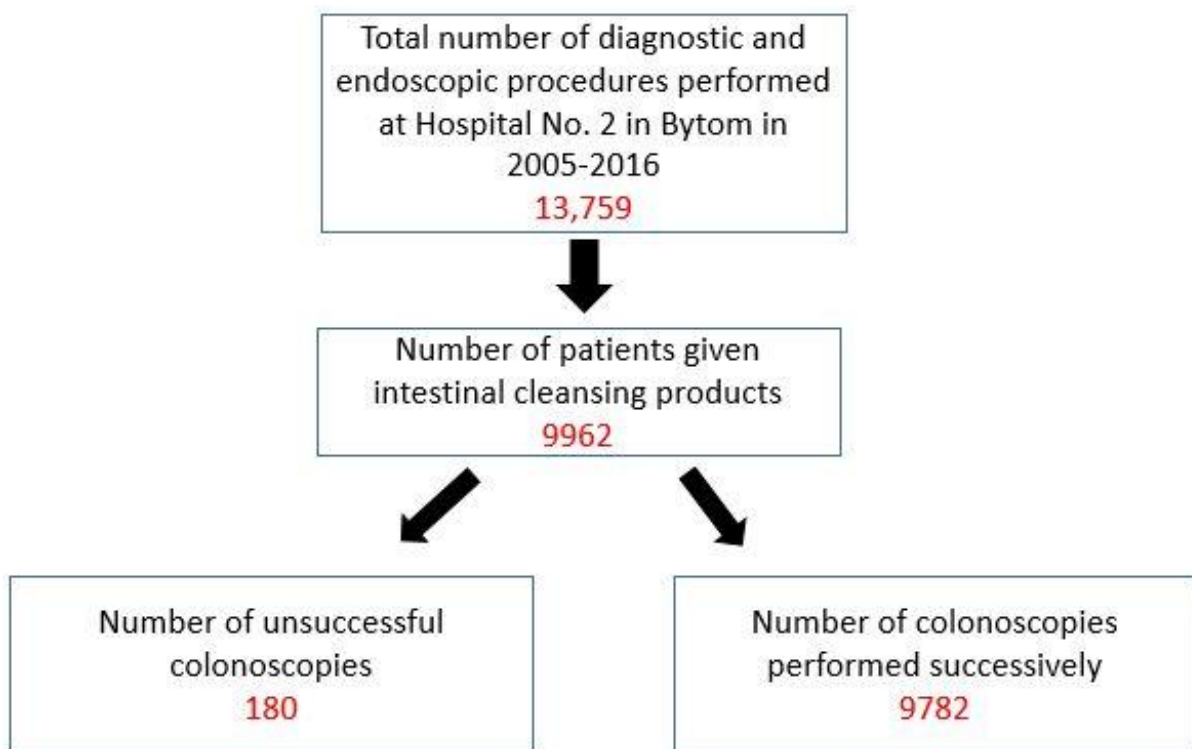 Total number of diagnostic and
endoscopic procedures performed
at Hospital No. 2 in Bytom in
2005-2016
13,759
Number of patients given
intestinal cleansing products
9962
Number of unsuccessful
colonoscopies
180
Number of colonoscopies
performed successively
9782